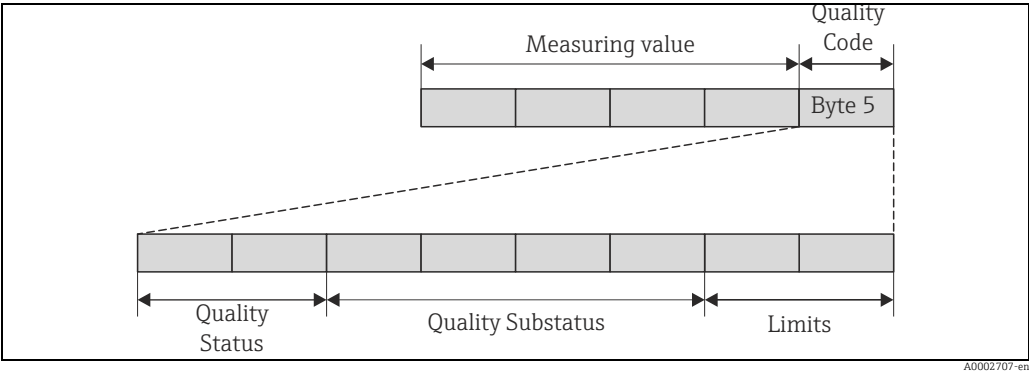 Quality
Code
Measuring value
Byte 5
Quality
Status
Quality Substatus
Limits
A0002707-en